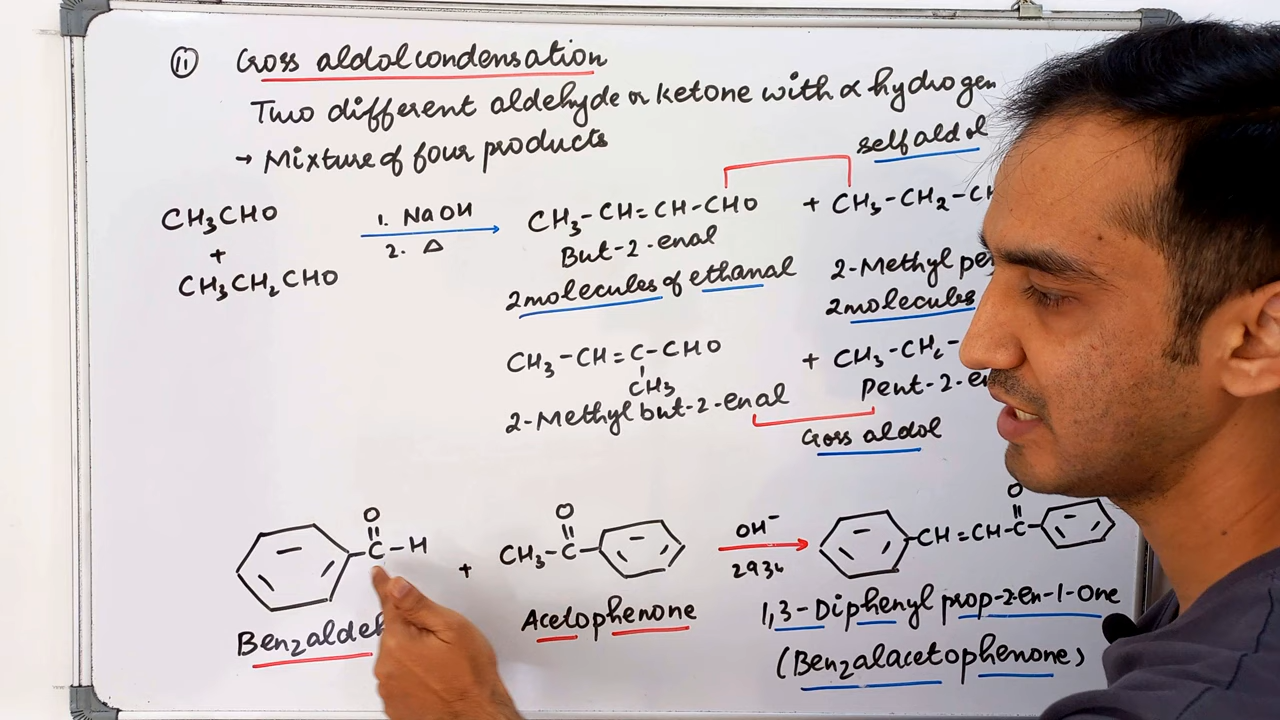 (ii) Cross aldol condensation
Two different aldehyde or ketone with α hydrogen
→ Mixture of four products
self aldol
CH3CHO
+
CH3CH2CHO
1. NaOH
2. Δ
CH3-CH=CH-CHO + CH3-CH2-
But-2-enal
2 molecules of ethanal
2-Methyl
2 molecules
CH3-CH=C-CHO + CH3-CH2-
CH3
2-Methyl but-2-enal
Pent-2-
Cross aldol
O
C-H
+
O
CH3-C-
OH-
293K
O
-CH=CH-C-
Acetophenone
1,3-Diphenyl prop-2-en-1-one
(Benzalacetophenone)